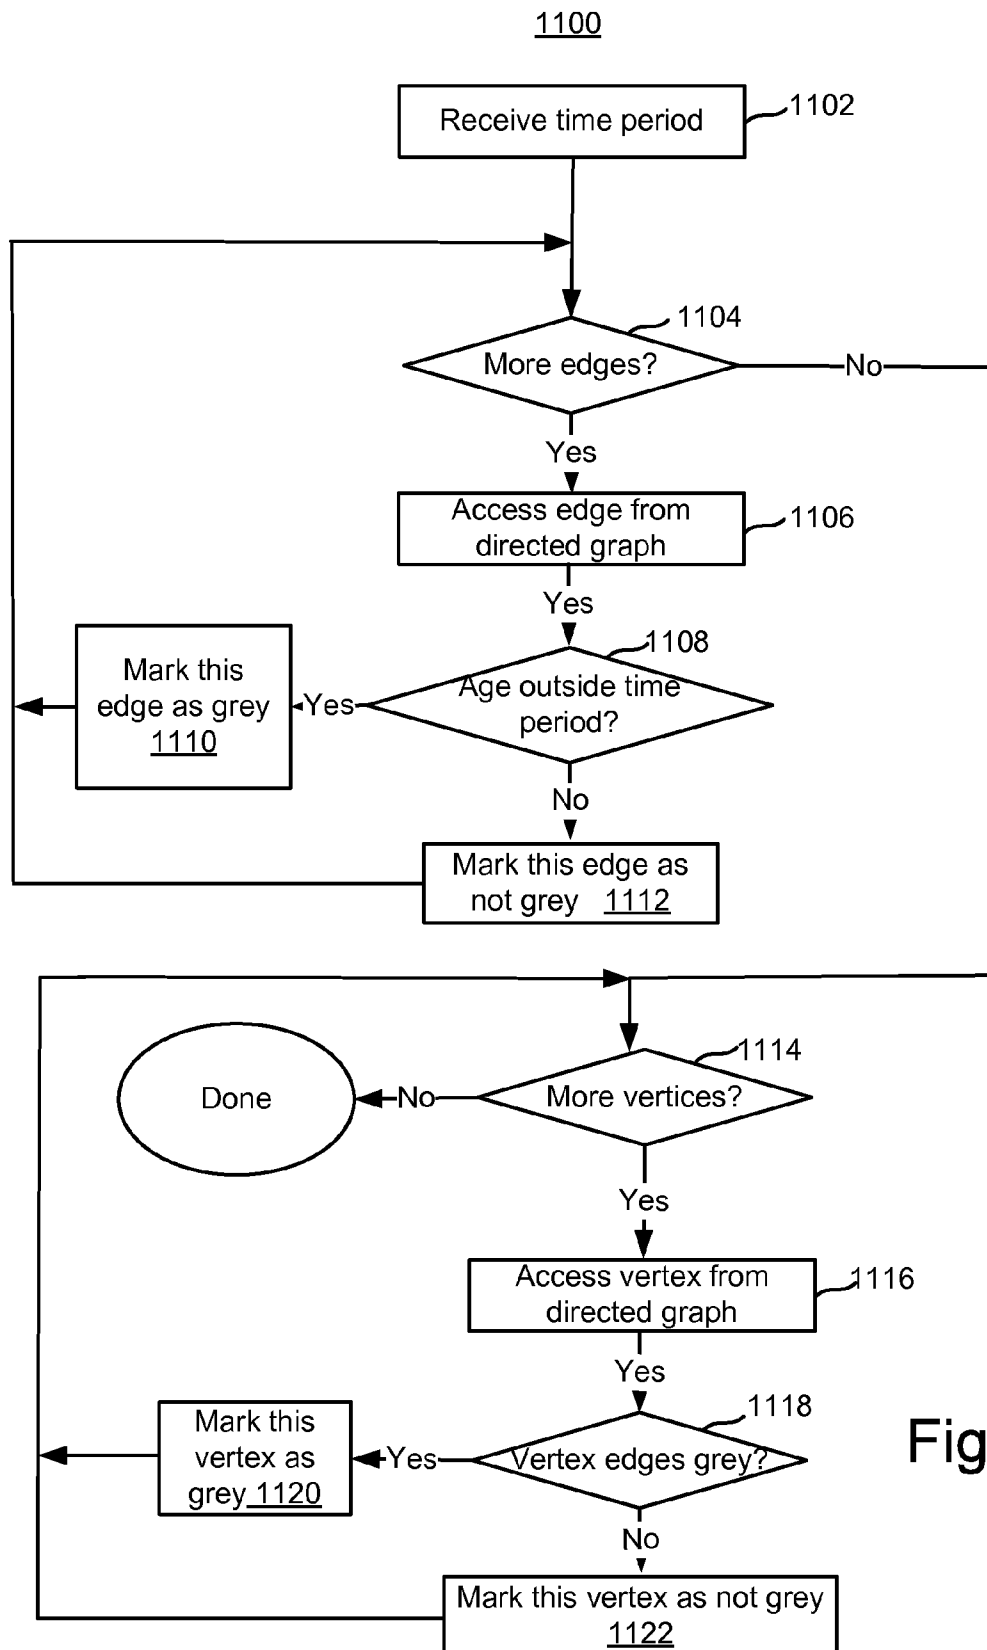 1100
Receive time period
1102
1104
More edges?
No
Yes
Access edge from
directed graph
1106
Yes
1108
Age outside time
period?
Yes
Mark this
edge as grey
1110
No
Mark this edge as
not grey 1112
1114
More vertices?
No
Done
Yes
Access vertex from
directed graph
1116
Yes
1118
Vertex edges grey?
Yes
Mark this
vertex as
grey 1120
Fig
No
Mark this vertex as not grey
1122